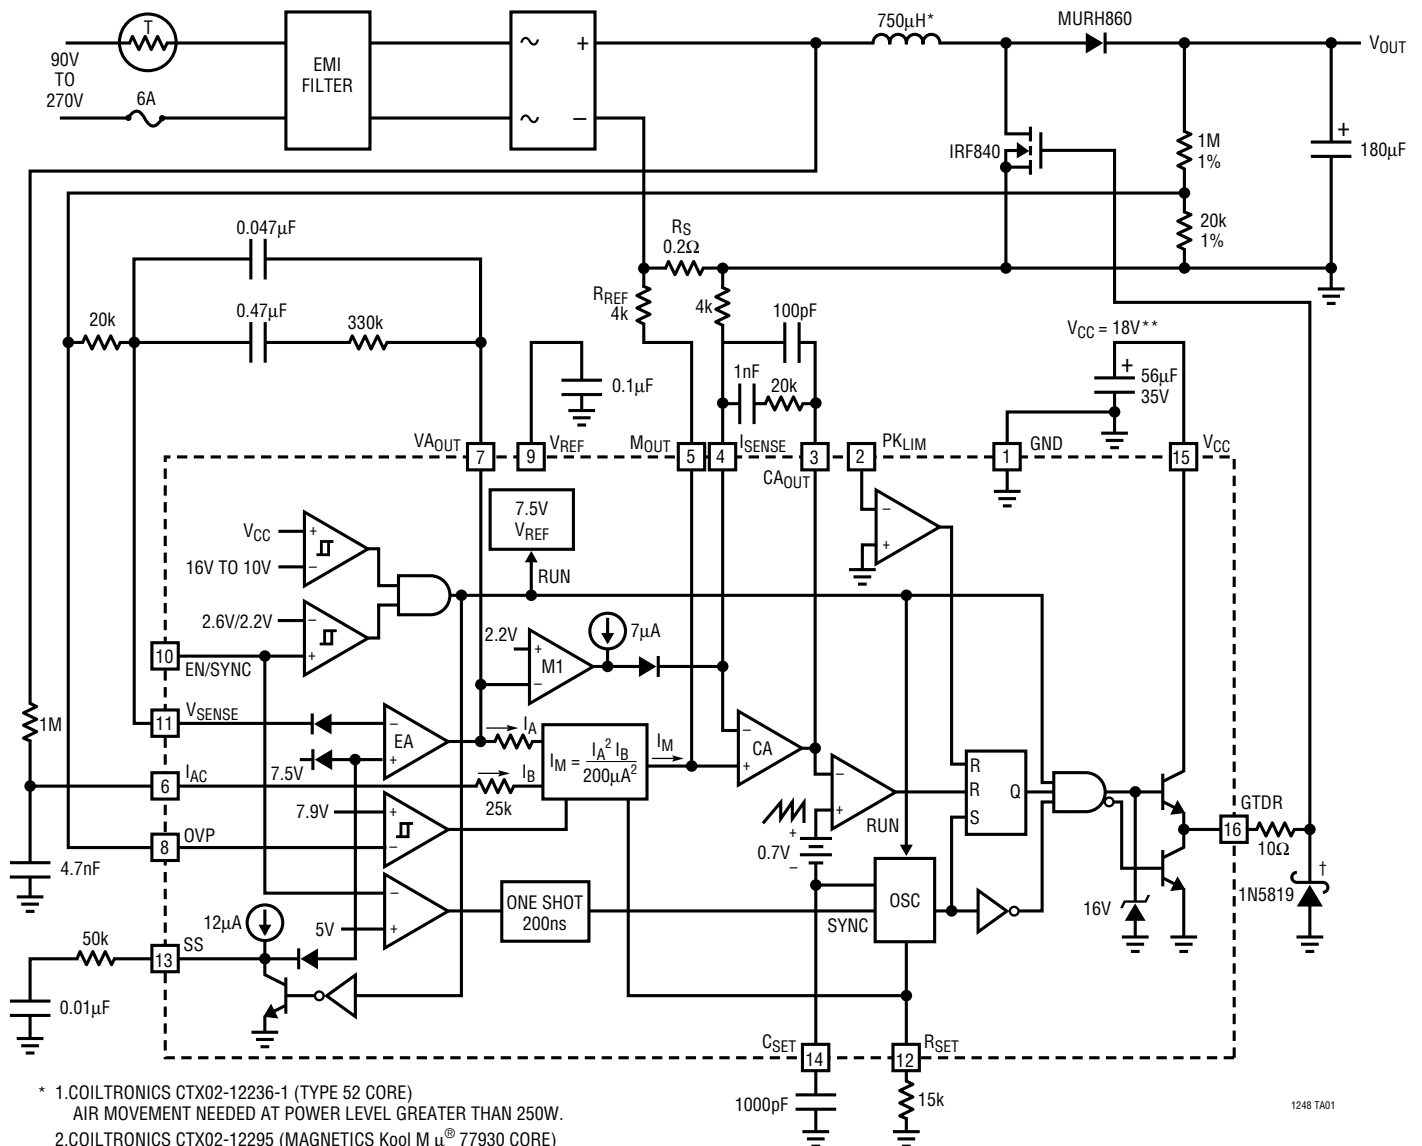 750µH*
MURH860
T
VOUT
90V
TO
270V
EMI
FILTER
~
+
6A
~
−
IRF840
1M
1%
+
180µF
20k
1%
0.047µF
RS
0.2Ω
RREF
4k
4k
100pF
20k
0.47µF
330k
VCC = 18V**
1nF
20k
0.1µF
+
56µF
35V
VAOUT
7
9
VREF
MOUT
5
4
ISENSE
3
CAOUT
2
PKLIM
1
GND
15
VCC
7.5V
VREF
VCC
+
16V TO 10V
−
RUN
2.6V/2.2V
−
+
10
EN/SYNC
2.2V
+
−
M1
7µA
−
+
1M
11
VSENSE
−
EA
+
7.5V
IA
IM = IA² IB / 200µA²
IM
−
CA
+
6
IAC
IB
25k
7.9V
+
−
8
OVP
4.7nF
−
+
RUN
0.7V
+
−
R
R
S
Q
16
GTDR
10Ω
†
1N5819
16V
12µA
5V
−
+
ONE SHOT
200ns
SYNC
OSC
50k
13
SS
0.01µF
CSET
14
12
RSET
1000pF
15k
* 1.COILTRONICS CTX02-12236-1 (TYPE 52 CORE)
AIR MOVEMENT NEEDED AT POWER LEVEL GREATER THAN 250W.
2.COILTRONICS CTX02-12295 (MAGNETICS Kool M µ® 77930 CORE)
1248 TA01